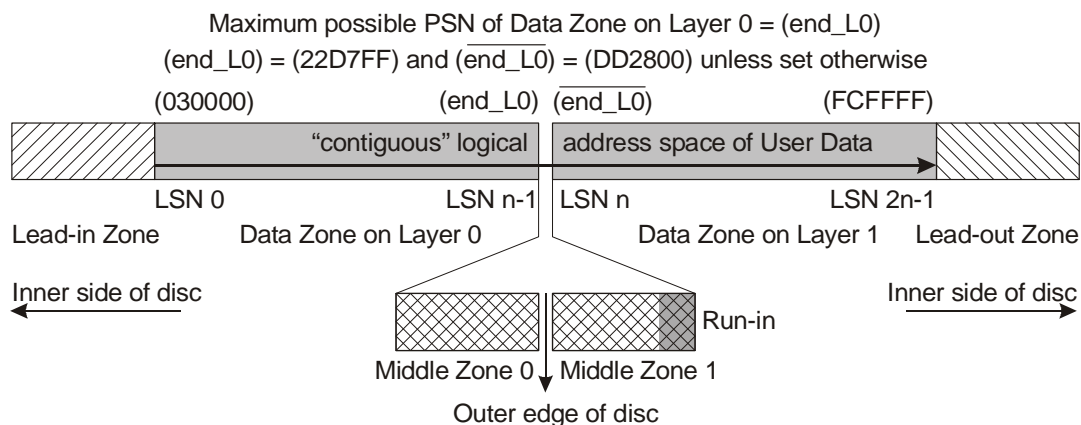 Maximum possible PSN of Data Zone on Layer 0 = (end_L0)
(end_L0) = (22D7FF) and (e̅n̅d̅_̅L̅0̅) = (DD2800) unless set otherwise
(030000) (end_L0) (e̅n̅d̅_̅L̅0̅) (FCFFFF)
“contiguous” logical address space of User Data
LSN 0 LSN n-1 LSN n LSN 2n-1
Lead-in Zone Data Zone on Layer 0 Data Zone on Layer 1 Lead-out Zone
Inner side of disc Inner side of disc
Run-in
Middle Zone 0 Middle Zone 1
Outer edge of disc